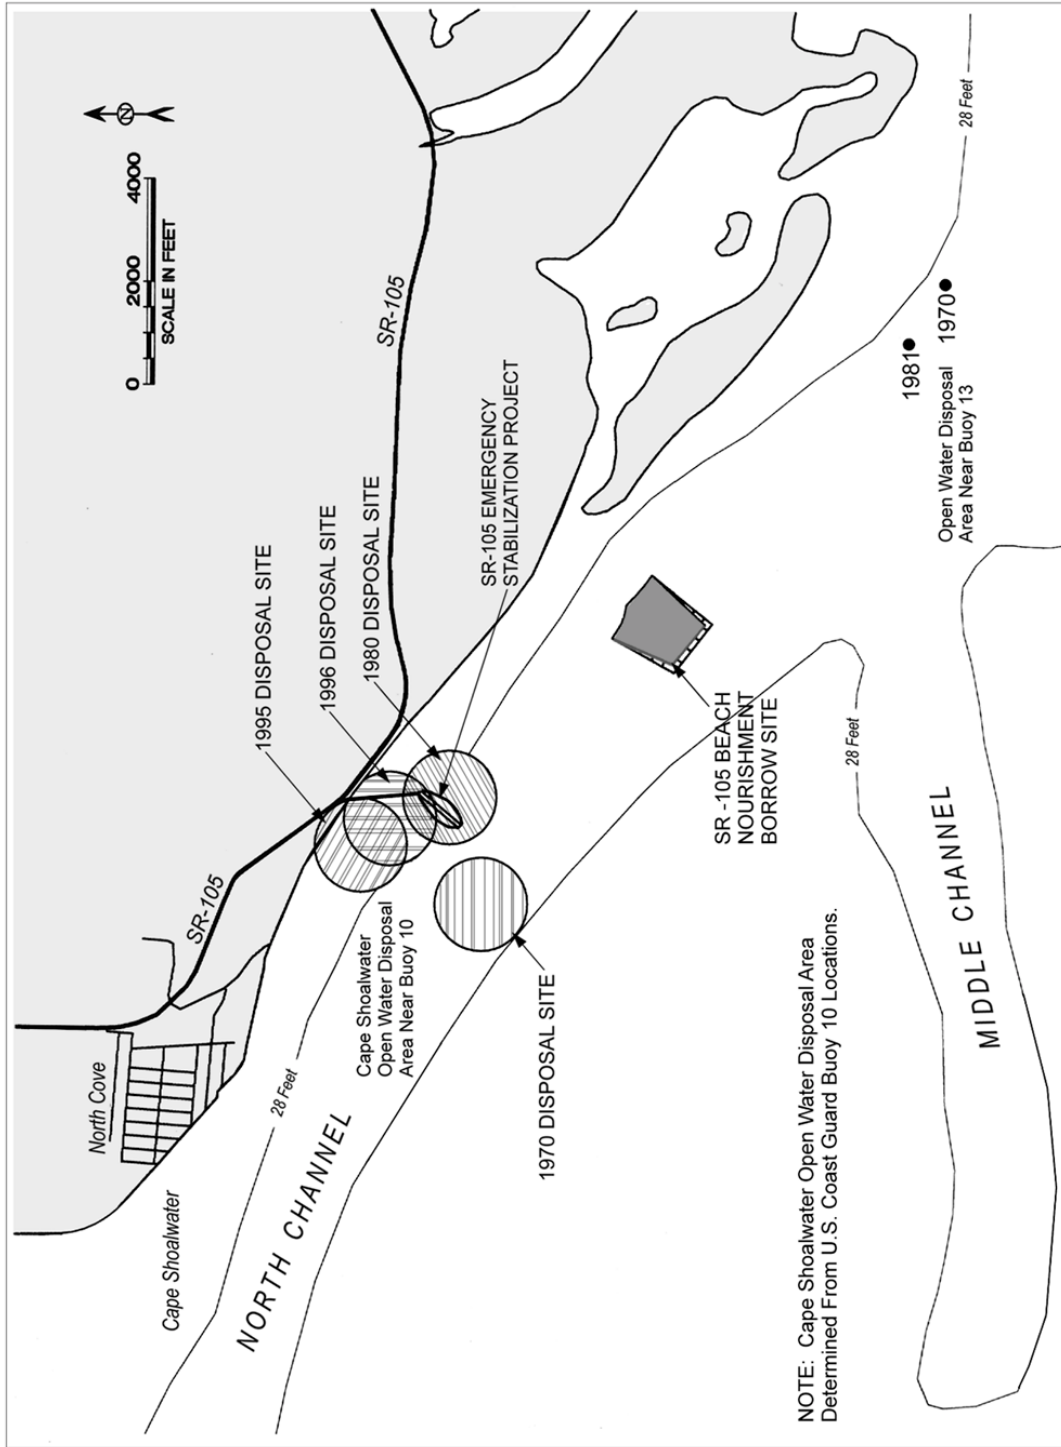 N
0 2000 4000
SCALE IN FEET
SR-105
SR-105
North Cove
Cape Shoalwater
1995 DISPOSAL SITE
1996 DISPOSAL SITE
1980 DISPOSAL SITE
SR-105 EMERGENCY
STABILIZATION PROJECT
28 Feet
NORTH CHANNEL
Cape Shoalwater
Open Water Disposal
Area Near Buoy 10
1970 DISPOSAL SITE
SR -105 BEACH
NOURISHMENT
BORROW SITE
28 Feet
1981
1970
Open Water Disposal
Area Near Buoy 13
28 Feet
MIDDLE CHANNEL
NOTE: Cape Shoalwater Open Water Disposal Area
Determined From U.S. Coast Guard Buoy 10 Locations.